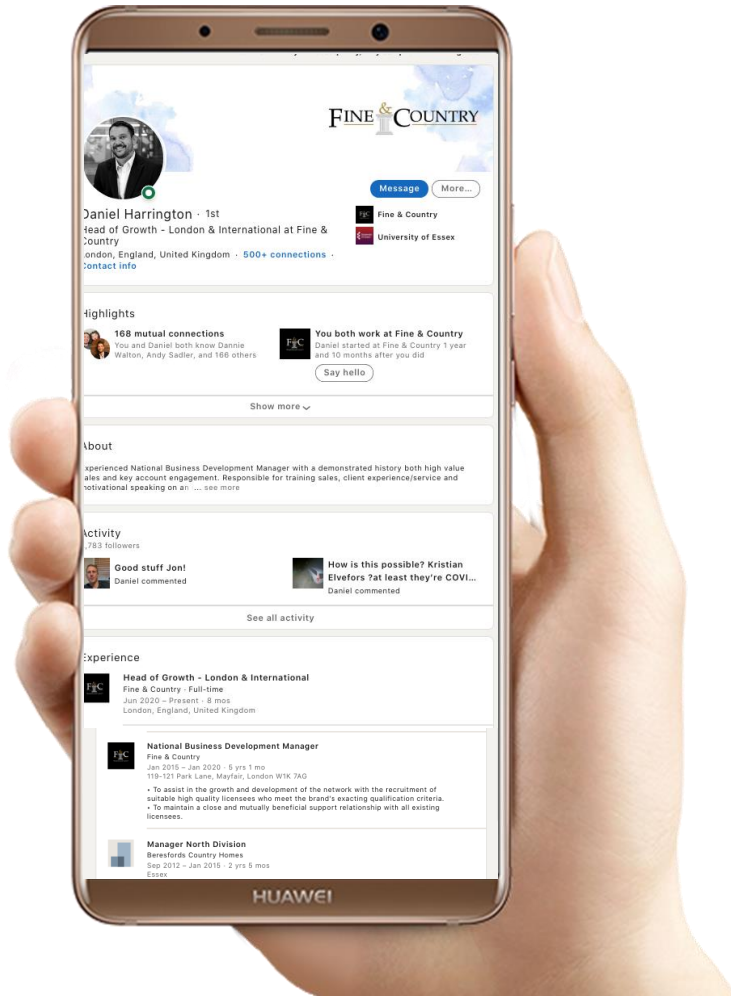 FINE & COUNTRY
Message
More...
Daniel Harrington · 1st
Head of Growth - London & International at Fine &
Country
London, England, United Kingdom · 500+ connections ·
Contact info
Fine & Country
University of Essex
Highlights
168 mutual connections
You and Daniel both know Dannie
Walton, Andy Sadler, and 166 others
F&C
You both work at Fine & Country
Daniel started at Fine & Country 1 year
and 10 months after you did
Say hello
Show more
About
xperienced National Business Development Manager with a demonstrated history both high value
ales and key account engagement. Responsible for training sales, client experience/service and
motivational speaking on an ... see more
Activity
,783 followers
Good stuff Jon!
Daniel commented
How is this possible? Kristian
Elvefors ?at least they're COVI...
Daniel commented
See all activity
Experience
F&C
Head of Growth - London & International
Fine & Country · Full-time
Jun 2020 – Present · 8 mos
London, England, United Kingdom
F&C
National Business Development Manager
Fine & Country
Jan 2015 – Jan 2020 · 5 yrs 1 mo
119-121 Park Lane, Mayfair, London W1K 7AG
• To assist in the growth and development of the network with the recruitment of
suitable high quality licensees who meet the brand's exacting qualification criteria.
• To maintain a close and mutually beneficial support relationship with all existing
licensees.
Manager North Division
Beresfords Country Homes
Sep 2012 – Jan 2015 · 2 yrs 5 mos
Essex
HUAWEI